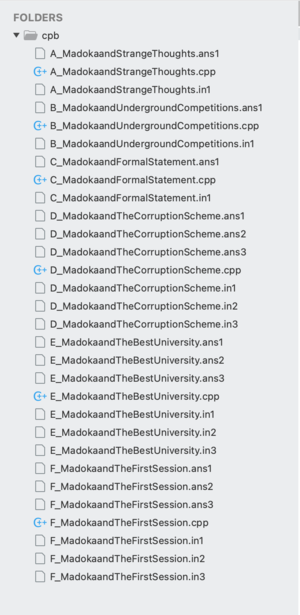 FOLDERS
cpb
A_MadokaandStrangeThoughts.ans1
A_MadokaandStrangeThoughts.cpp
A_MadokaandStrangeThoughts.in1
B_MadokaandUndergroundCompetitions.ans1
B_MadokaandUndergroundCompetitions.cpp
B_MadokaandUndergroundCompetitions.in1
C_MadokaandFormalStatement.ans1
C_MadokaandFormalStatement.cpp
C_MadokaandFormalStatement.in1
D_MadokaandTheCorruptionScheme.ans1
D_MadokaandTheCorruptionScheme.ans2
D_MadokaandTheCorruptionScheme.ans3
D_MadokaandTheCorruptionScheme.cpp
D_MadokaandTheCorruptionScheme.in1
D_MadokaandTheCorruptionScheme.in2
D_MadokaandTheCorruptionScheme.in3
E_MadokaandTheBestUniversity.ans1
E_MadokaandTheBestUniversity.ans2
E_MadokaandTheBestUniversity.ans3
E_MadokaandTheBestUniversity.cpp
E_MadokaandTheBestUniversity.in1
E_MadokaandTheBestUniversity.in2
E_MadokaandTheBestUniversity.in3
F_MadokaandTheFirstSession.ans1
F_MadokaandTheFirstSession.ans2
F_MadokaandTheFirstSession.ans3
F_MadokaandTheFirstSession.cpp
F_MadokaandTheFirstSession.in1
F_MadokaandTheFirstSession.in2
F_MadokaandTheFirstSession.in3